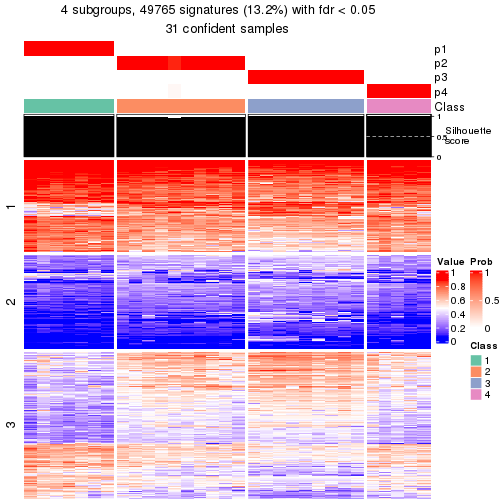 4 subgroups, 49765 signatures (13.2%) with fdr < 0.05
31 confident samples
p1
p2
p3
p4
Class
1
0.5
0
Silhouette
score
1
2
3
Value
1
0.8
0.6
0.4
0.2
0
Prob
1
0.5
0
Class
1
2
3
4